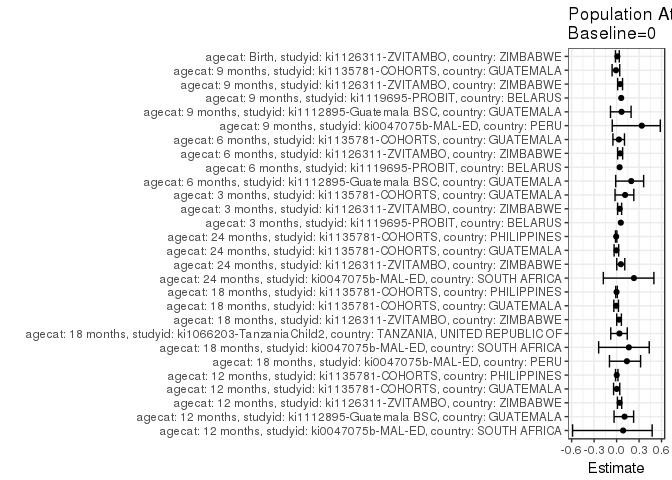 Population At
Baseline=0
agecat: Birth, studyid: ki1126311-ZVITAMBO, country: ZIMBABWE
agecat: 9 months, studyid: ki1135781-COHORTS, country: GUATEMALA
agecat: 9 months, studyid: ki1126311-ZVITAMBO, country: ZIMBABWE
agecat: 9 months, studyid: ki1119695-PROBIT, country: BELARUS
agecat: 9 months, studyid: ki1112895-Guatemala BSC, country: GUATEMALA
agecat: 9 months, studyid: ki0047075b-MAL-ED, country: PERU
agecat: 6 months, studyid: ki1135781-COHORTS, country: GUATEMALA
agecat: 6 months, studyid: ki1126311-ZVITAMBO, country: ZIMBABWE
agecat: 6 months, studyid: ki1119695-PROBIT, country: BELARUS
agecat: 6 months, studyid: ki1112895-Guatemala BSC, country: GUATEMALA
agecat: 3 months, studyid: ki1135781-COHORTS, country: GUATEMALA
agecat: 3 months, studyid: ki1126311-ZVITAMBO, country: ZIMBABWE
agecat: 3 months, studyid: ki1119695-PROBIT, country: BELARUS
agecat: 24 months, studyid: ki1135781-COHORTS, country: PHILIPPINES
agecat: 24 months, studyid: ki1135781-COHORTS, country: GUATEMALA
agecat: 24 months, studyid: ki1126311-ZVITAMBO, country: ZIMBABWE
agecat: 24 months, studyid: ki0047075b-MAL-ED, country: SOUTH AFRICA
agecat: 18 months, studyid: ki1135781-COHORTS, country: PHILIPPINES
agecat: 18 months, studyid: ki1135781-COHORTS, country: GUATEMALA
agecat: 18 months, studyid: ki1126311-ZVITAMBO, country: ZIMBABWE
agecat: 18 months, studyid: ki1066203-TanzaniaChild2, country: TANZANIA, UNITED REPUBLIC OF
agecat: 18 months, studyid: ki0047075b-MAL-ED, country: SOUTH AFRICA
agecat: 18 months, studyid: ki0047075b-MAL-ED, country: PERU
agecat: 12 months, studyid: ki1135781-COHORTS, country: PHILIPPINES
agecat: 12 months, studyid: ki1135781-COHORTS, country: GUATEMALA
agecat: 12 months, studyid: ki1126311-ZVITAMBO, country: ZIMBABWE
agecat: 12 months, studyid: ki1112895-Guatemala BSC, country: GUATEMALA
agecat: 12 months, studyid: ki0047075b-MAL-ED, country: SOUTH AFRICA
-0.6 -0.3 0.0 0.3 0.6
Estimate